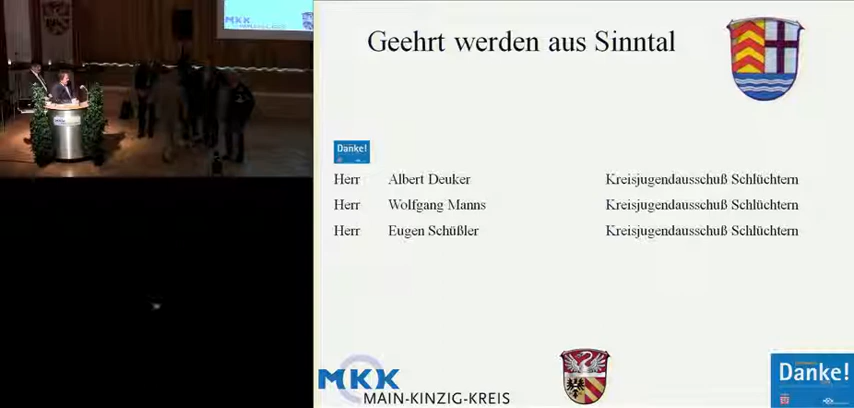 MKK
Geehrt werden aus Sinntal
Danke!
Herr Albert Deuker Kreisjugendausschuß Schlüchtern
Herr Wolfgang Manns Kreisjugendausschuß Schlüchtern
Herr Eugen Schüßler Kreisjugendausschuß Schlüchtern
MKK
MAIN-KINZIG-KREIS
Danke!